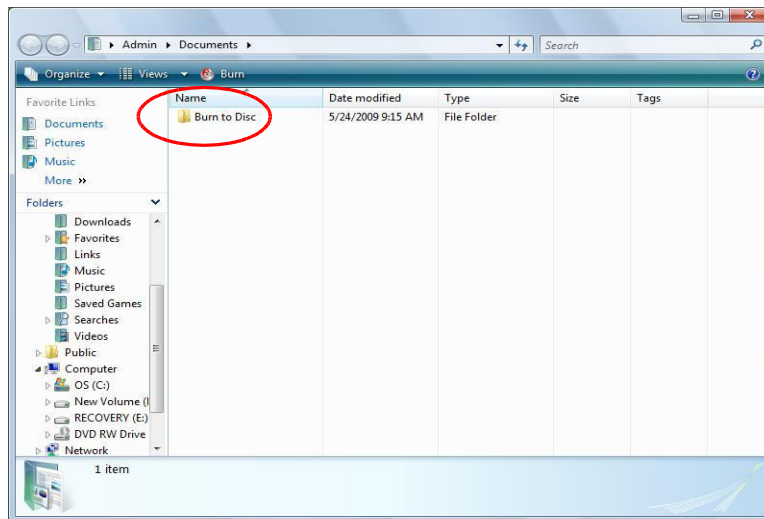 Admin Documents
Search
Organize Views Burn
Favorite Links
Documents
Pictures
Music
More »
Folders
Downloads
Favorites
Links
Music
Pictures
Saved Games
Searches
Videos
Public
Computer
OS (C:)
New Volume (
RECOVERY (E:)
DVD RW Drive
Network
Name Date modified Type Size Tags
Burn to Disc 5/24/2009 9:15 AM File Folder
1 item